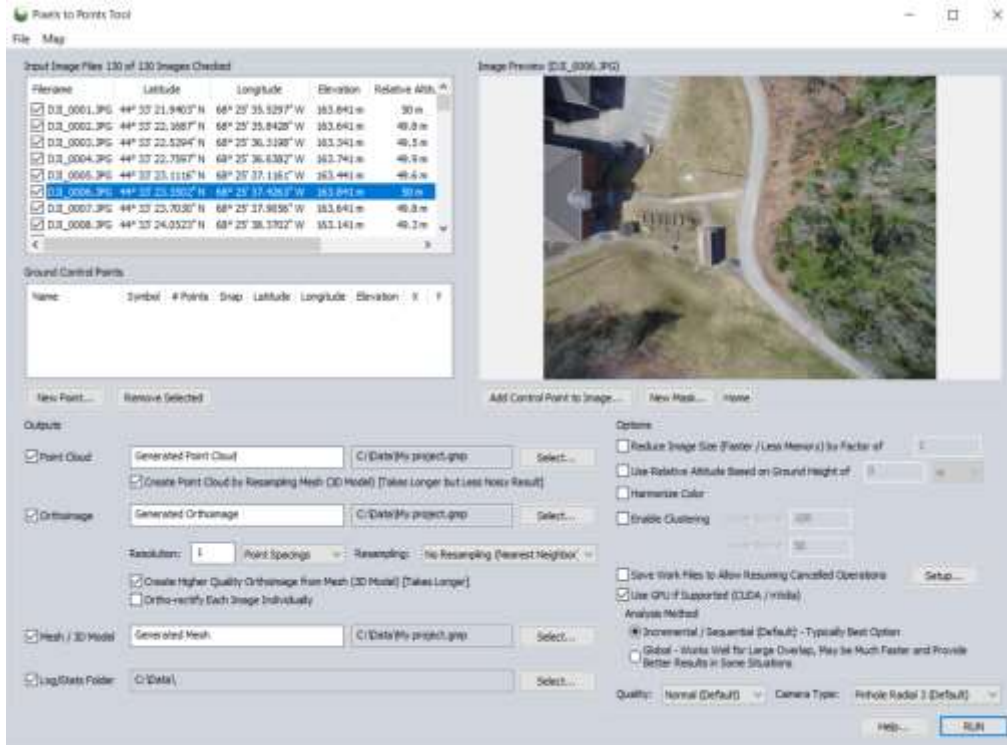 Pixels to Points Tool
File Map
Input Image Files 130 of 130 Images Checked
Filename Latitude Longitude Elevation Relative Altit.
DJI_0001.JPG 44° 33' 21.9403" N 68° 25' 35.5297" W 163.841 m 50 m
DJI_0002.JPG 44° 33' 22.1687" N 68° 25' 35.8428" W 163.641 m 49.8 m
DJI_0003.JPG 44° 33' 22.5294" N 68° 25' 36.3198" W 163.341 m 49.5 m
DJI_0004.JPG 44° 33' 22.7597" N 68° 25' 36.6382" W 163.741 m 49.9 m
DJI_0005.JPG 44° 33' 23.1116" N 68° 25' 37.1161" W 163.441 m 49.6 m
DJI_0006.JPG 44° 33' 23.3502" N 68° 25' 37.4263" W 163.841 m 50 m
DJI_0007.JPG 44° 33' 23.7030" N 68° 25' 37.9056" W 163.641 m 49.8 m
DJI_0008.JPG 44° 33' 24.0523" N 68° 25' 38.3702" W 163.141 m 49.3 m
Image Preview [DJI_0006.JPG]
Ground Control Points
Name Symbol # Points Snap Latitude Longitude Elevation X Y
New Point... Remove Selected
Add Control Point to Image... New Mask... Home
Outputs
Point Cloud Generated Point Cloud C:\Data\My project.gmp Select...
Create Point Cloud by Resampling Mesh (3D Model) [Takes Longer but Less Noisy Result]
Orthoimage Generated Orthoimage C:\Data\My project.gmp Select...
Resolution: 1 Point Spacings Resampling: No Resampling (Nearest Neighbor)
Create Higher Quality Orthoimage from Mesh (3D Model) [Takes Longer]
Ortho-rectify Each Image Individually
Mesh / 3D Model Generated Mesh C:\Data\My project.gmp Select...
Log/Stats Folder C:\Data\ Select...
Options
Reduce Image Size (Faster / Less Memory) by Factor of
Use Relative Altitude Based on Ground Height of 0 m
Harmonize Color
Enable Clustering
Save Work Files to Allow Resuming Cancelled Operations Setup...
Use GPU if Supported (CUDA / nVidia)
Analysis Method
Incremental / Sequential (Default) - Typically Best Option
Global - Works Well for Large Overlap, May be Much Faster and Provide
Better Results in Some Situations
Quality: Normal (Default) Camera Type: Pinhole Radial 3 (Default)
Help... RUN